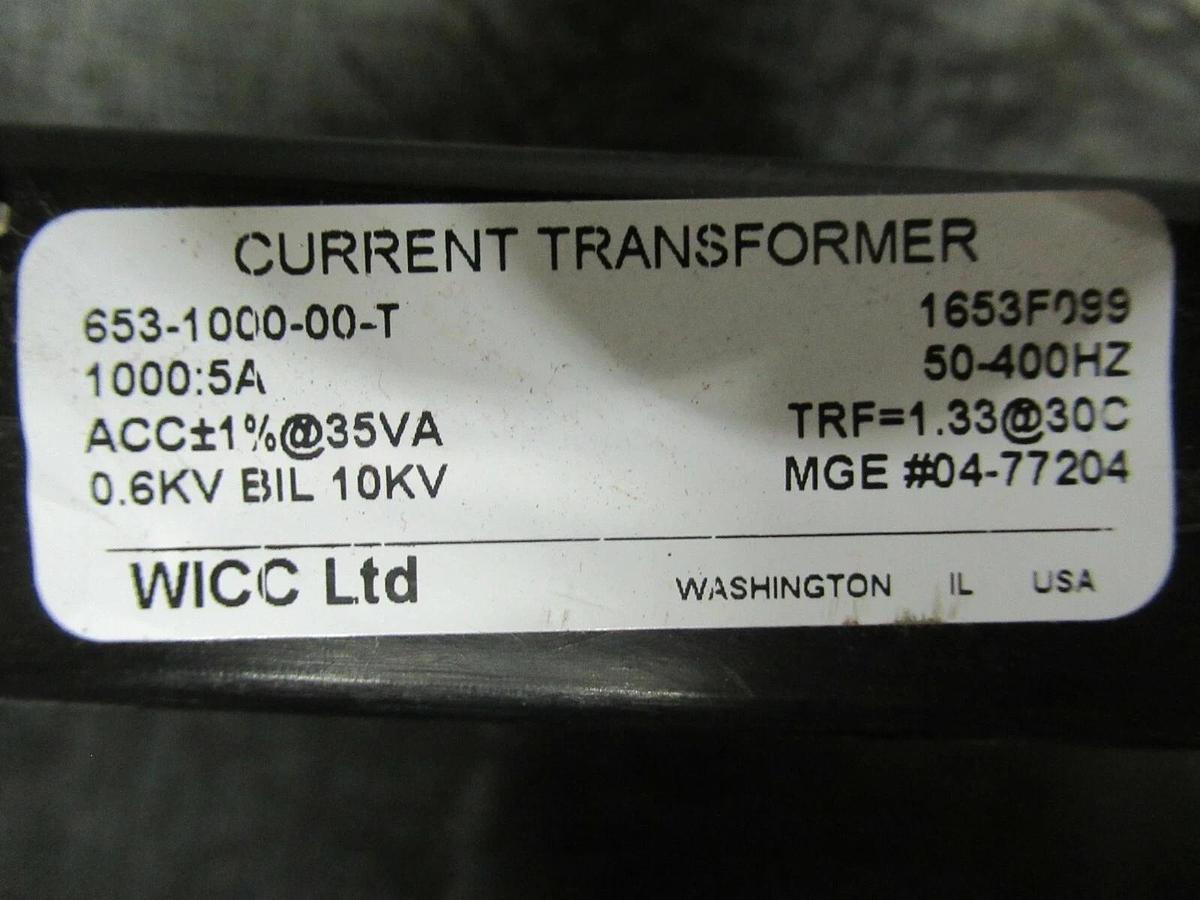 CURRENT TRANSFORMER
653-1000-00-T 1653F099
1000:5A 50-400HZ
ACC±1%@35VA TRF=1.33@30C
0.6KV BIL 10KV MGE #04-77204
WICC Ltd WASHINGTON IL USA